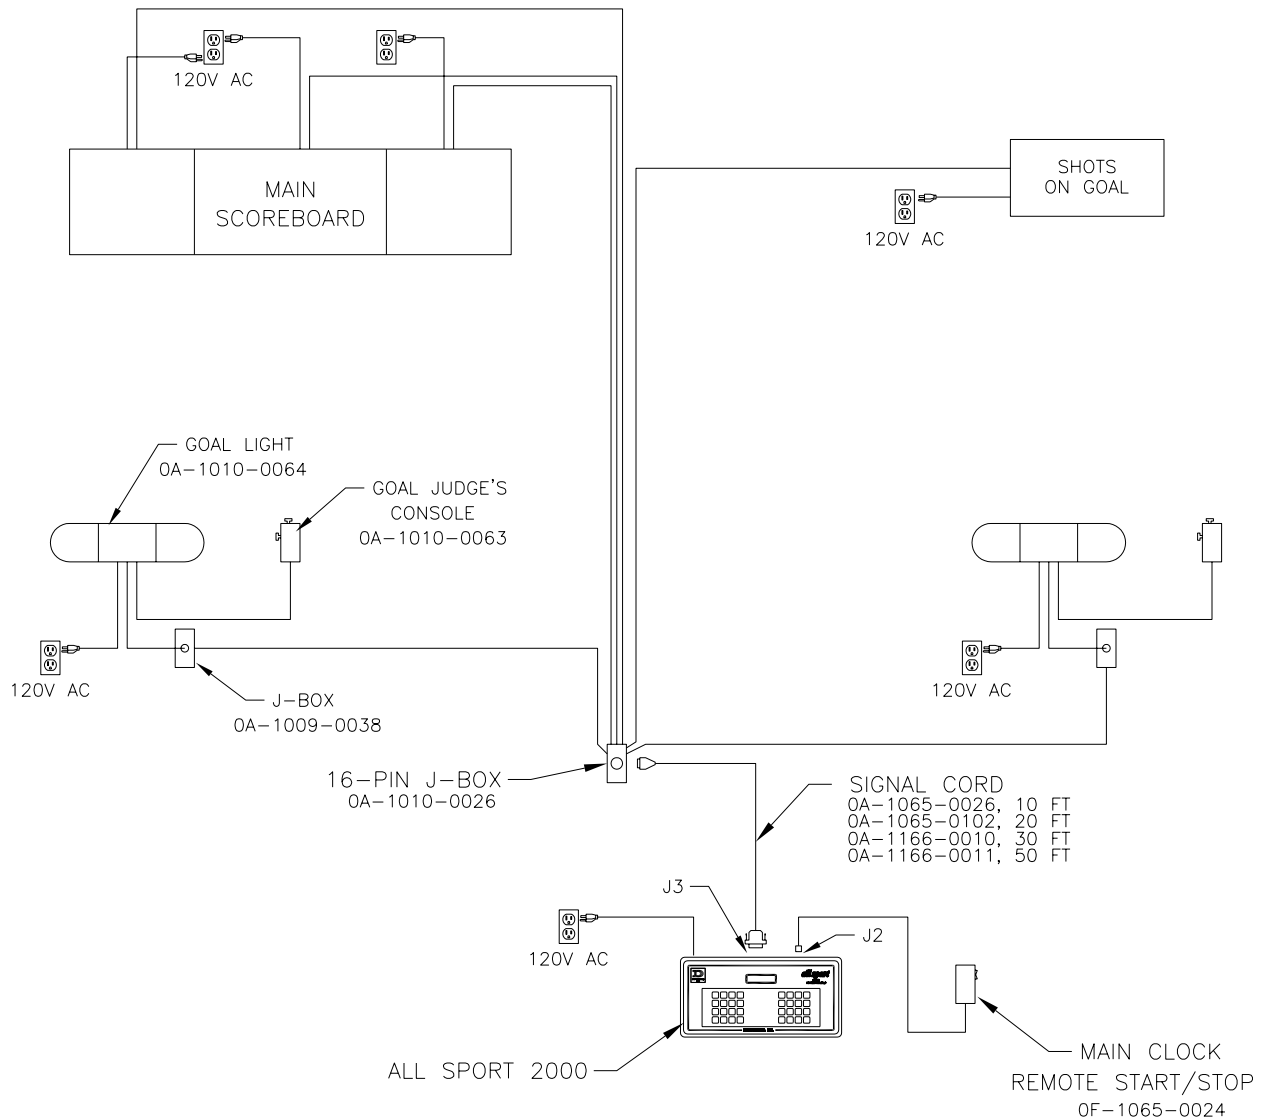 120V AC
MAIN
SCOREBOARD
SHOTS
ON GOAL
120V AC
GOAL LIGHT
0A-1010-0064
GOAL JUDGE'S
CONSOLE
0A-1010-0063
120V AC
J-BOX
0A-1009-0038
120V AC
16-PIN J-BOX
0A-1010-0026
SIGNAL CORD
0A-1065-0026, 10 FT
0A-1065-0102, 20 FT
0A-1166-0010, 30 FT
0A-1166-0011, 50 FT
J3
J2
120V AC
all sport
ALL SPORT 2000
MAIN CLOCK
REMOTE START/STOP
0F-1065-0024